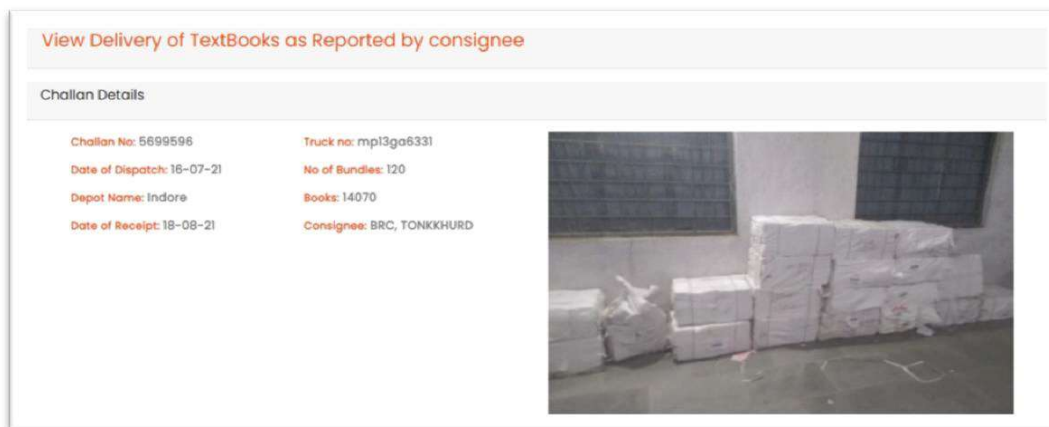 View Delivery of TextBooks as Reported by consignee
Challan Details
Challan No: 5699596
Truck no: mp13ga6331
Date of Dispatch: 16-07-21
No of Bundles: 120
Depot Name: Indore
Books: 14070
Date of Receipt: 18-08-21
Consignee: BRC, TONKKHURD